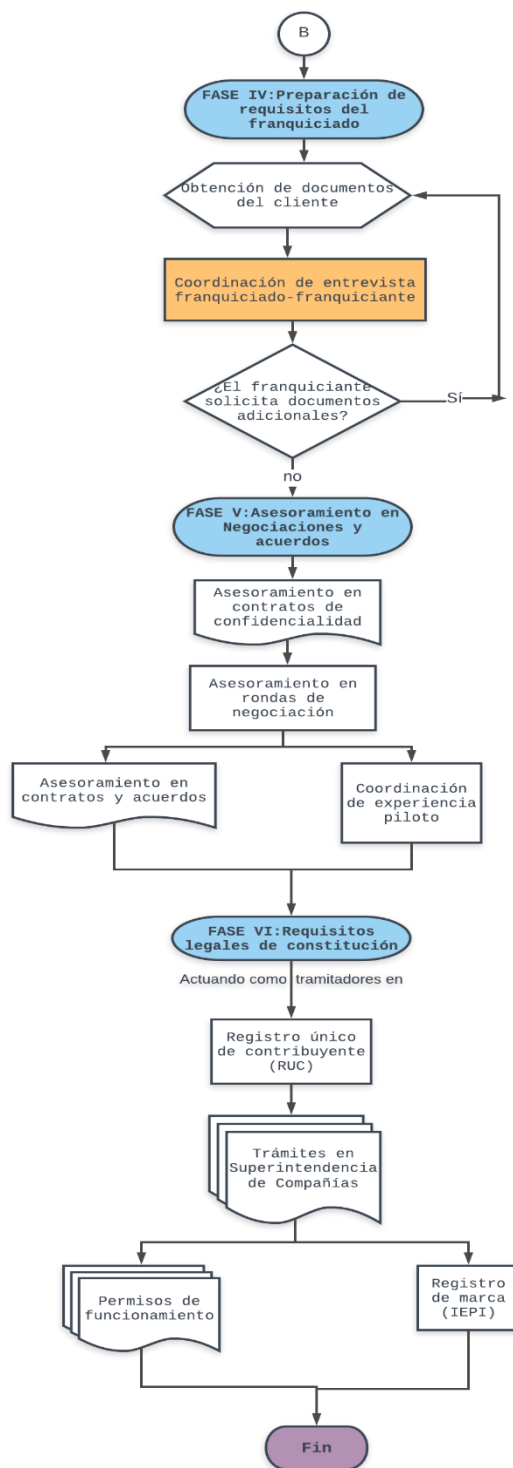 B
FASE IV:Preparación de
requisitos del
franquiciado
Obtención de documentos
del cliente
Coordinación de entrevista
franquiciado-franquiciante
¿El franquiciante
solicita documentos
adicionales?
Sí
no
FASE V:Asesoramiento en
Negociaciones y
acuerdos
Asesoramiento en
contratos de
confidencialidad
Asesoramiento en
rondas de
negociación
Asesoramiento en
contratos y acuerdos
Coordinación
de experiencia
piloto
FASE VI:Requisitos
legales de constitución
Actuando como tramitadores en
Registro único
de contribuyente
(RUC)
Trámites en
Superintendencia
de Compañías
Permisos de
funcionamiento
Registro
de marca
(IEPI)
Fin